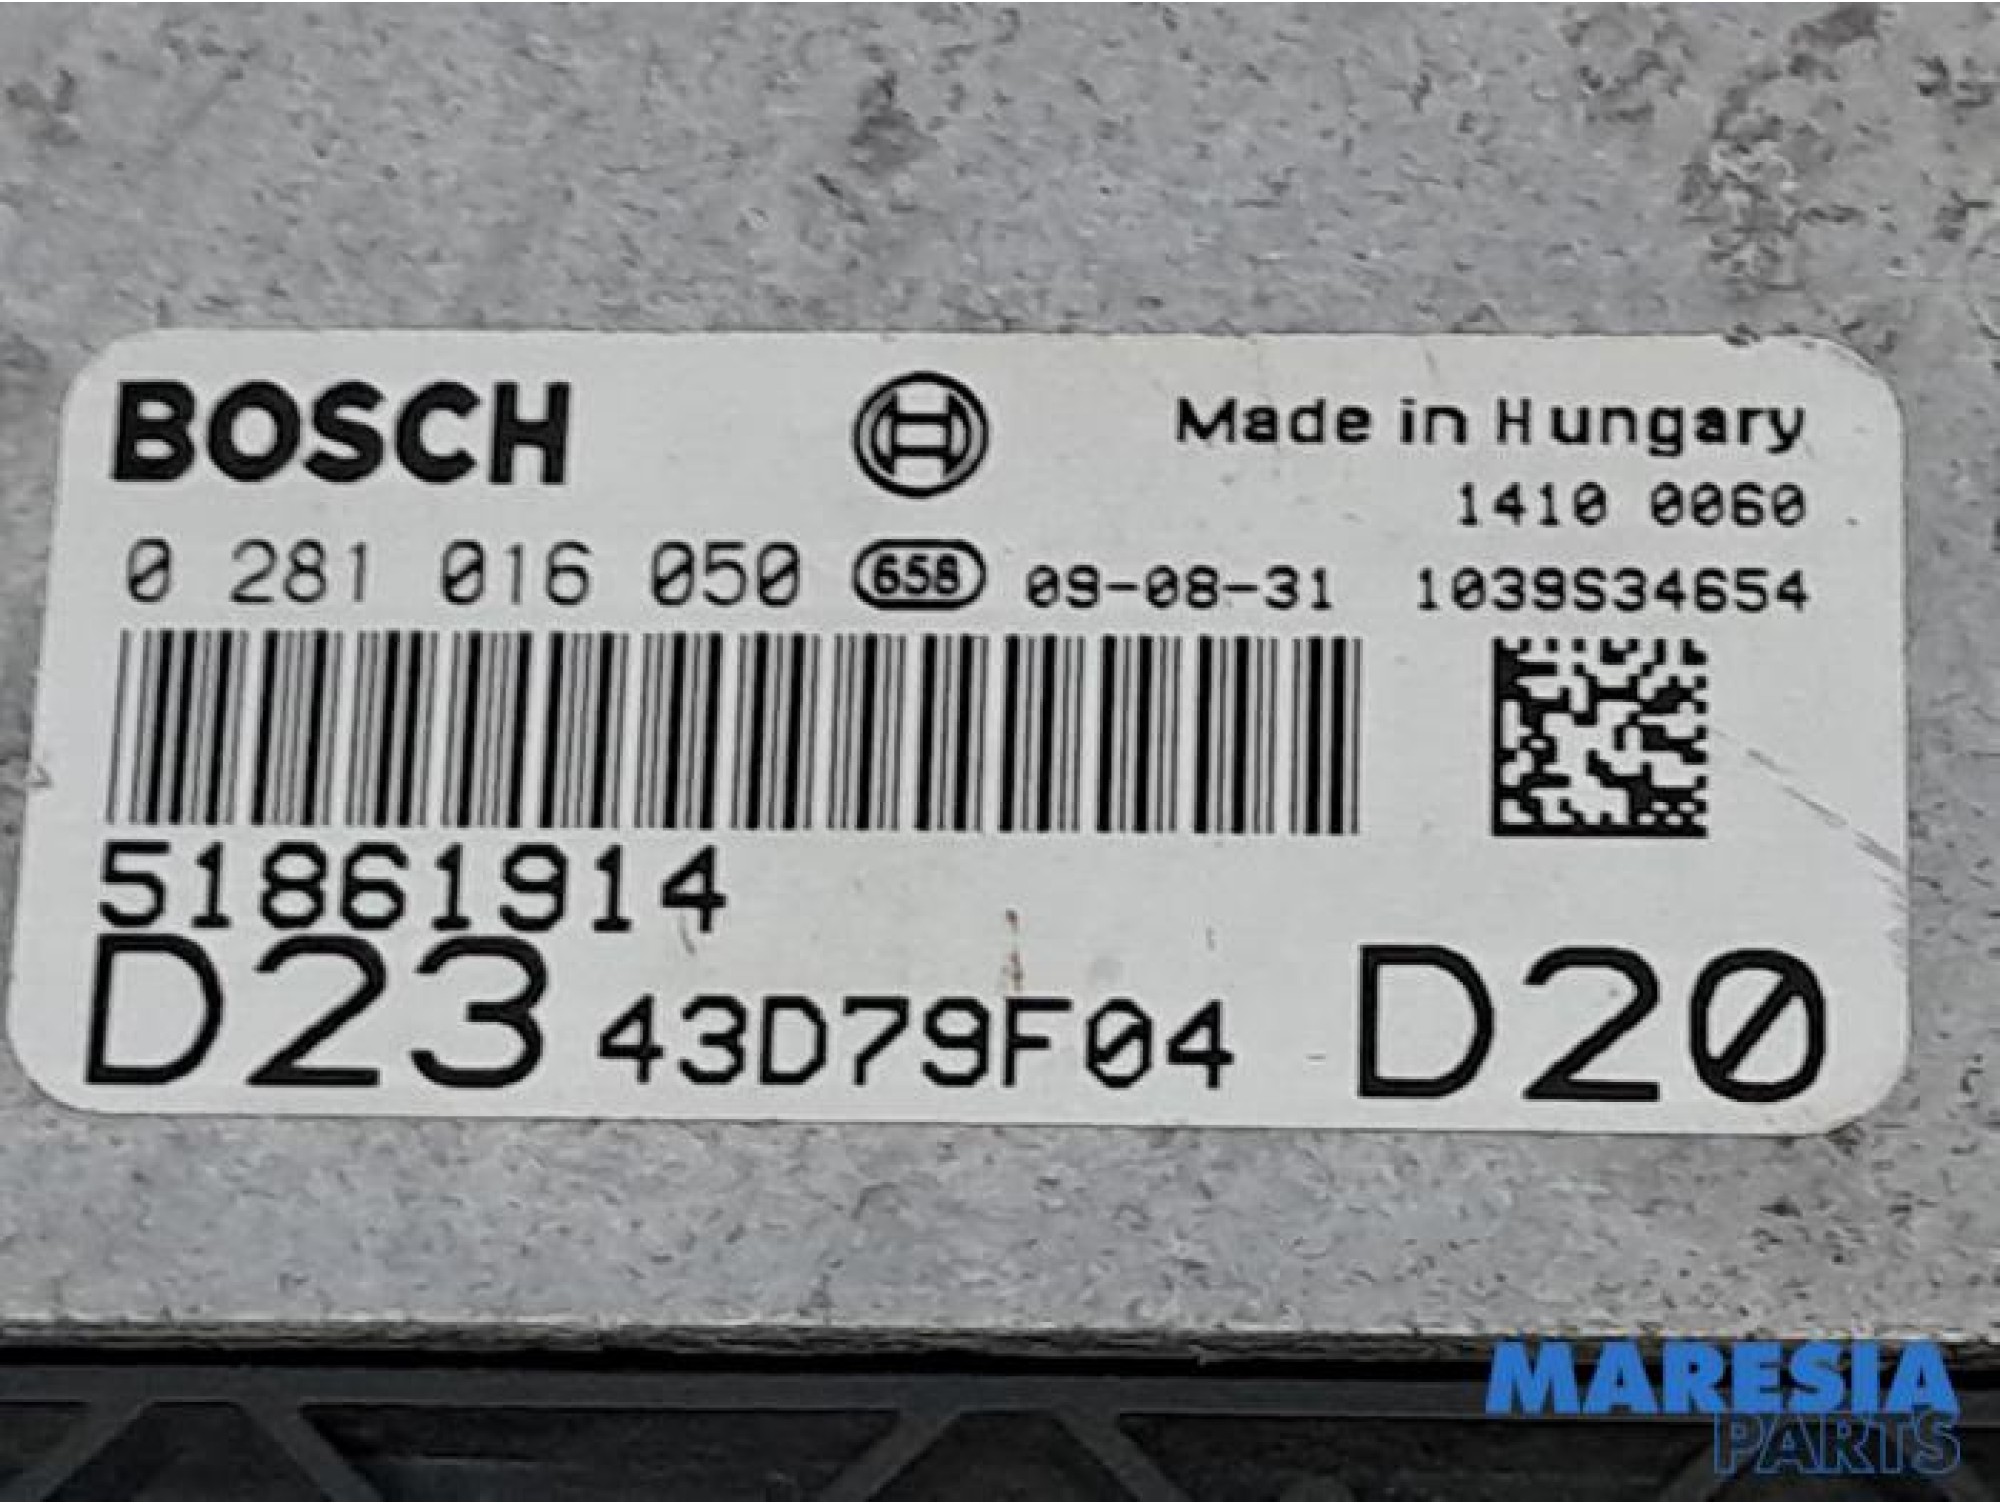 BOSCH
Made in Hungary
1410 0060
0 281 016 050 658 09-08-31 1039S34654
51861914
D23 43D79F04 D20
MARESIA
PARTS